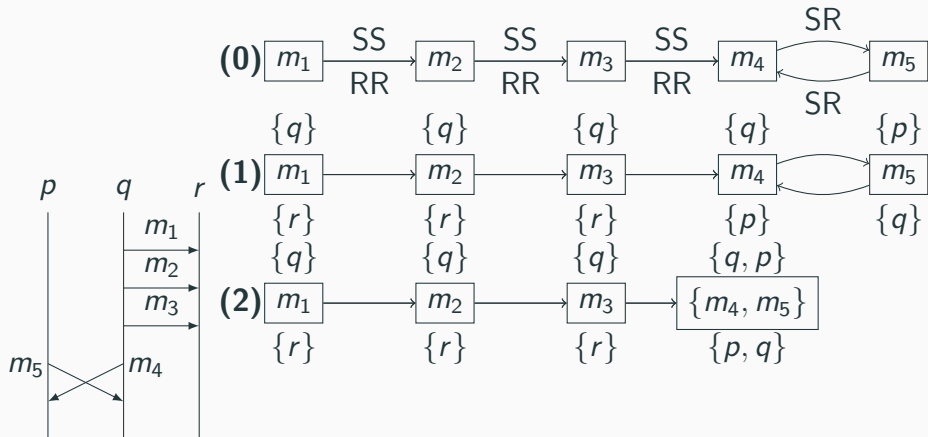 SS SS SS SR
(0) m₁ m₂ m₃ m₄ m₅
RR RR RR SR
{q} {q} {q} {q} {p}
(1) m₁ m₂ m₃ m₄ m₅
{r} {r} {r} {p} {q}
{q} {q} {q} {q, p}
(2) m₁ m₂ m₃ {m₄, m₅}
{r} {r} {r} {p, q}
p q r
m₁
m₂
m₃
m₅ m₄